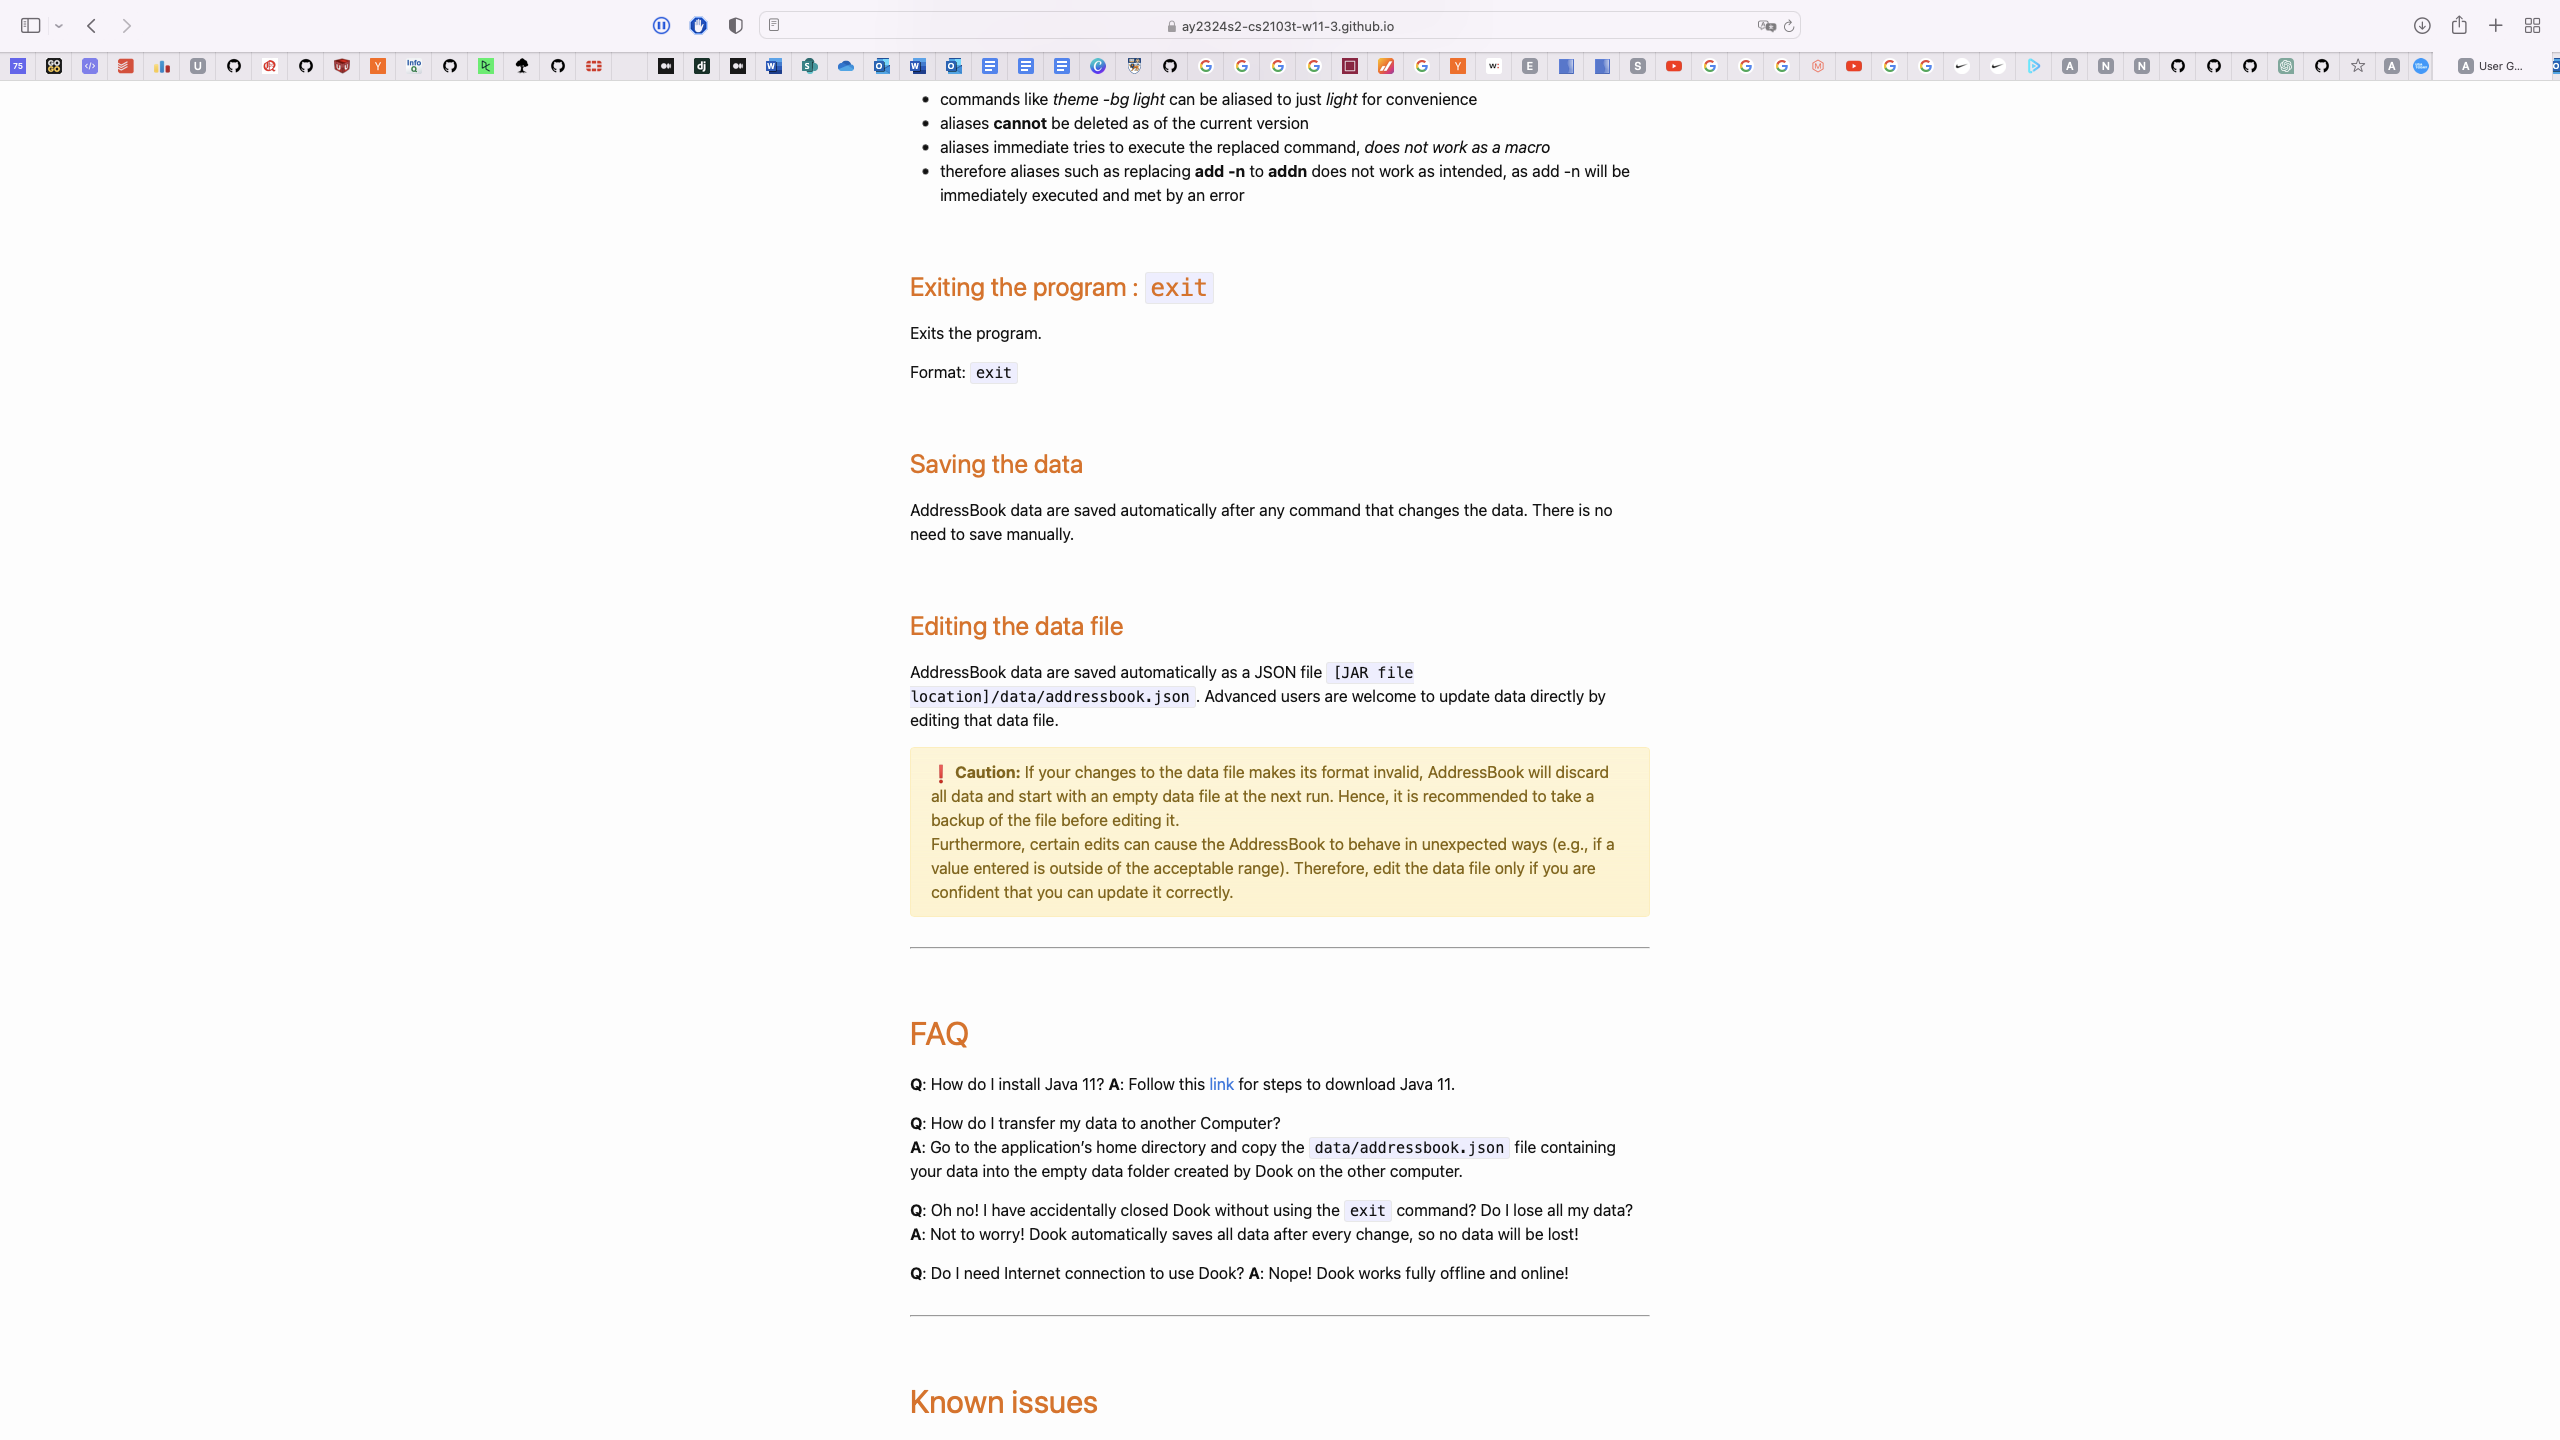 ay2324s2-cs2103t-w11-3.github.io
User G...
commands like theme -bg light can be aliased to just light for convenience
aliases cannot be deleted as of the current version
aliases immediate tries to execute the replaced command, does not work as a macro
therefore aliases such as replacing add -n to addn does not work as intended, as add -n will be
immediately executed and met by an error
Exiting the program : exit
Exits the program.
Format: exit
Saving the data
AddressBook data are saved automatically after any command that changes the data. There is no
need to save manually.
Editing the data file
AddressBook data are saved automatically as a JSON file [JAR file
location]/data/addressbook.json . Advanced users are welcome to update data directly by
editing that data file.
❗ Caution: If your changes to the data file makes its format invalid, AddressBook will discard
all data and start with an empty data file at the next run. Hence, it is recommended to take a
backup of the file before editing it.
Furthermore, certain edits can cause the AddressBook to behave in unexpected ways (e.g., if a
value entered is outside of the acceptable range). Therefore, edit the data file only if you are
confident that you can update it correctly.
FAQ
Q: How do I install Java 11? A: Follow this link for steps to download Java 11.
Q: How do I transfer my data to another Computer?
A: Go to the application’s home directory and copy the data/addressbook.json file containing
your data into the empty data folder created by Dook on the other computer.
Q: Oh no! I have accidentally closed Dook without using the exit command? Do I lose all my data?
A: Not to worry! Dook automatically saves all data after every change, so no data will be lost!
Q: Do I need Internet connection to use Dook? A: Nope! Dook works fully offline and online!
Known issues